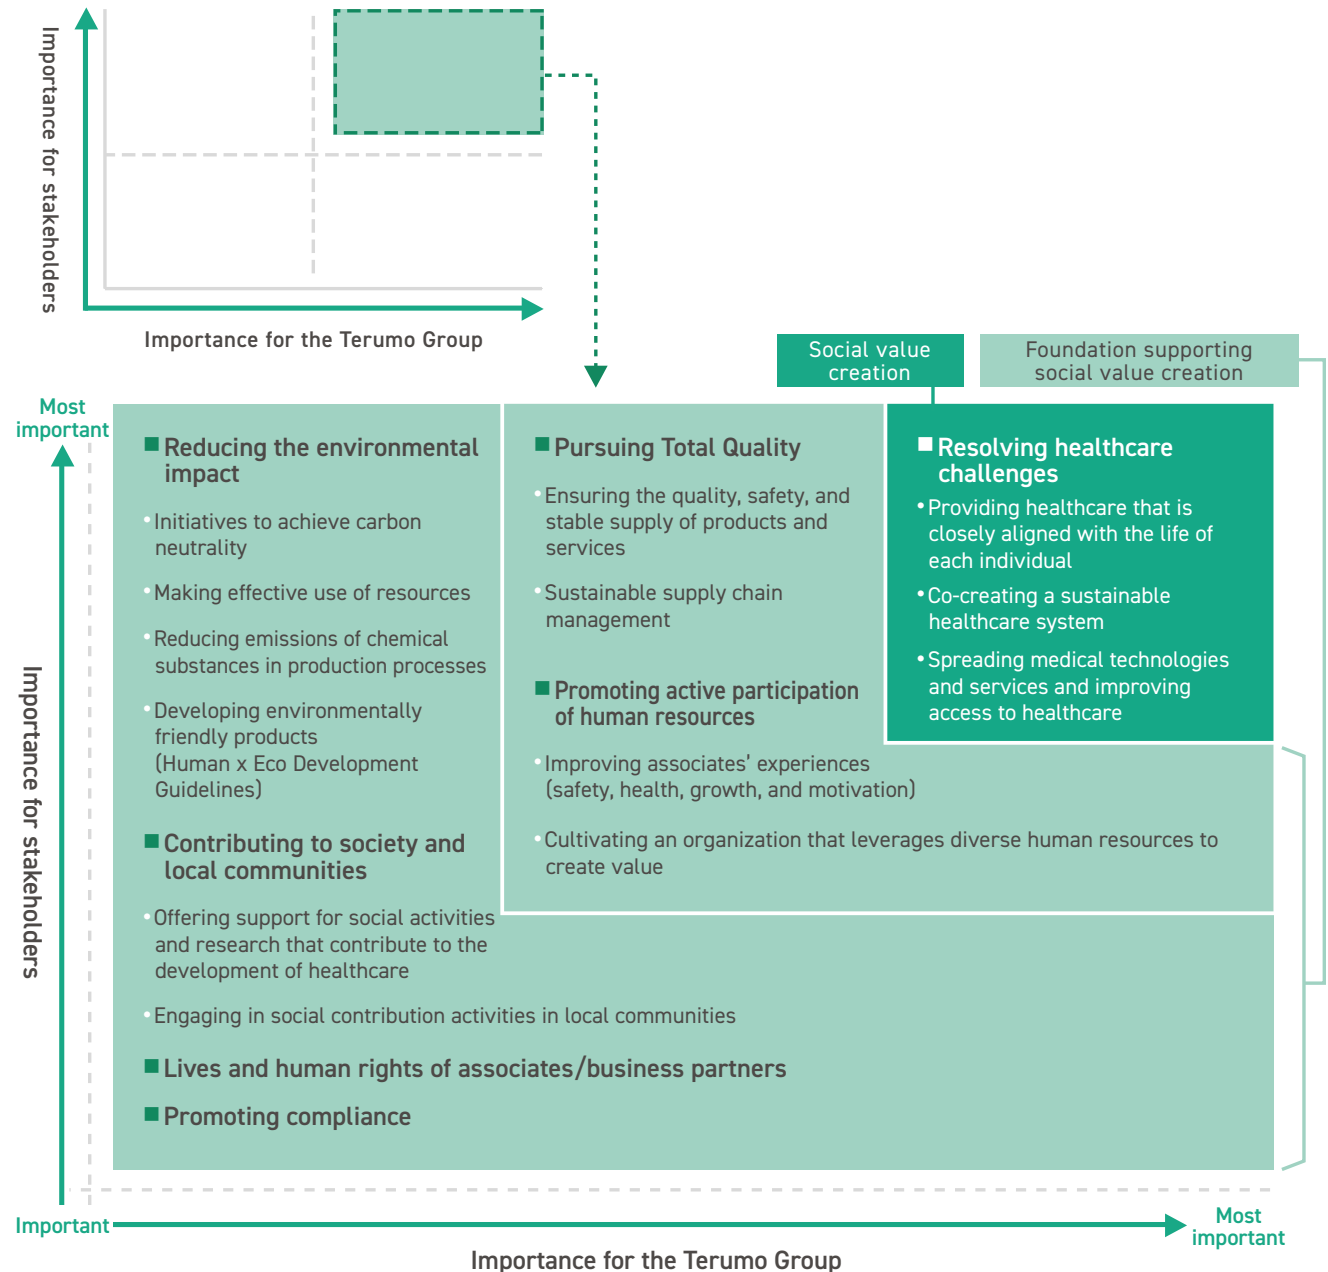 Importance for stakeholders
Importance for the Terumo Group
Social value
creation
Foundation supporting
social value creation
Most
important
■ Reducing the environmental
impact
• Initiatives to achieve carbon
neutrality
• Making effective use of resources
• Reducing emissions of chemical
substances in production processes
• Developing environmentally
friendly products
(Human x Eco Development
Guidelines)
■ Contributing to society and
local communities
• Offering support for social activities
and research that contribute to the
development of healthcare
• Engaging in social contribution activities in local communities
■ Lives and human rights of associates/business partners
■ Promoting compliance
■ Pursuing Total Quality
• Ensuring the quality, safety, and
stable supply of products and
services
• Sustainable supply chain
management
■ Promoting active participation
of human resources
• Improving associates’ experiences
(safety, health, growth, and motivation)
• Cultivating an organization that leverages diverse human resources to
create value
■ Resolving healthcare
challenges
• Providing healthcare that is
closely aligned with the life of
each individual
• Co-creating a sustainable
healthcare system
• Spreading medical technologies
and services and improving
access to healthcare
Importance for stakeholders
Important
Most
important
Importance for the Terumo Group